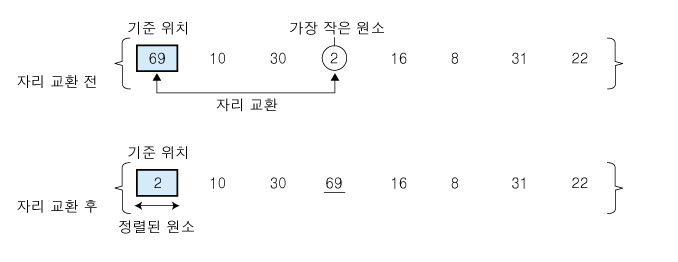 기준 위치 가장 작은 원소
{ 69 10 30 2 16 8 31 22 }
자리 교환 전
자리 교환
기준 위치
{ 2 10 30 69 16 8 31 22 }
자리 교환 후
정렬된 원소